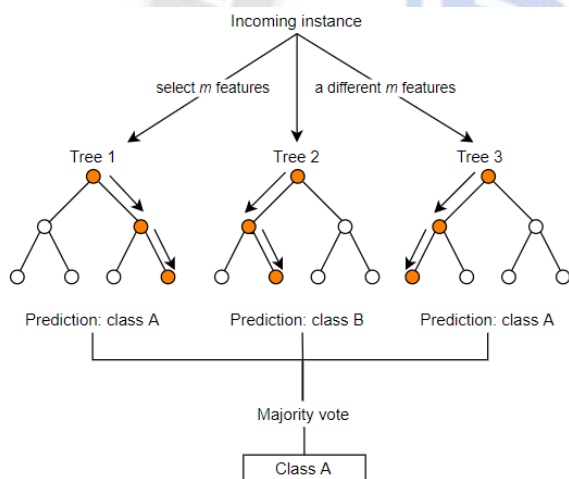 Incoming instance
select m features
a different m features
Tree 1
Tree 2
Tree 3
Prediction: class A
Prediction: class B
Prediction: class A
Majority vote
Class A